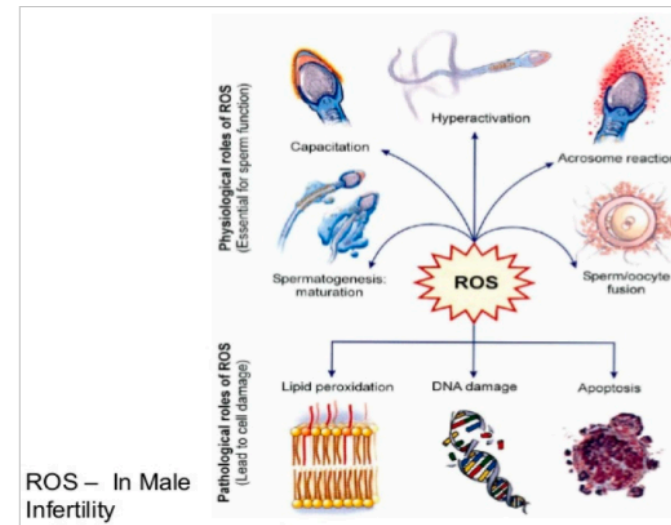 Physiological roles of ROS
(Essential for sperm function)
Capacitation
Hyperactivation
Acrosome reaction
Spermatogenesis:
maturation
ROS
Sperm/oocyte
fusion
Pathological roles of ROS
(Lead to cell damage)
Lipid peroxidation
DNA damage
Apoptosis
ROS – In Male
Infertility